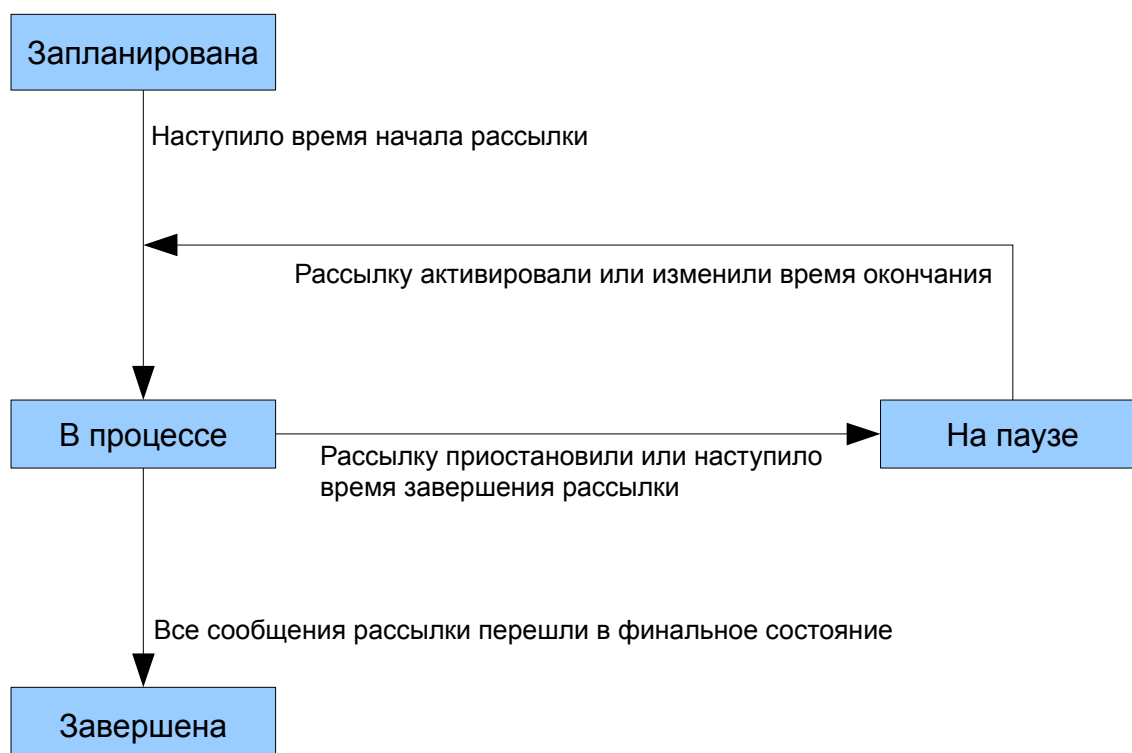 Запланирована
Наступило время начала рассылки
Рассылку активировали или изменили время окончания
В процессе
На паузе
Рассылку приостановили или наступило
время завершения рассылки
Все сообщения рассылки перешли в финальное состояние
Завершена